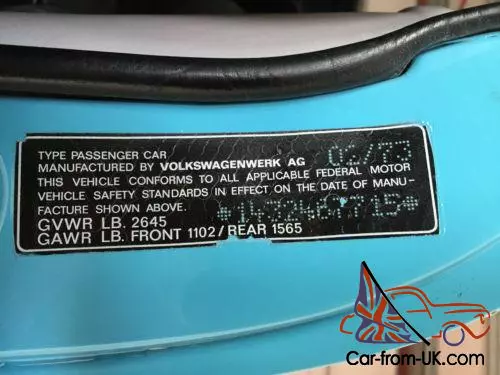 TYPE PASSENGER CAR 02/73
MANUFACTURED BY VOLKSWAGENWERK AG
THIS VEHICLE CONFORMS TO ALL APPLICABLE FEDERAL MOTOR
VEHICLE SAFETY STANDARDS IN EFFECT ON THE DATE OF MANU-
FACTURE SHOWN ABOVE.
GVWR LB. 2645
GAWR LB. FRONT 1102/REAR 1565
Car-from-UK.com